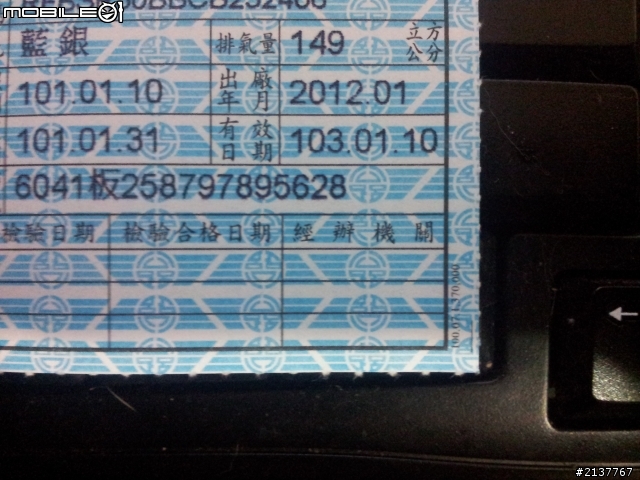 MOBILE01
藍銀 排氣量 149 立方公分
101.01.10 出廠年月 2012.01
101.01.31 有效日期 103.01.10
6041板258797895628
檢驗日期 檢驗合格日期 經辦機關
#2137767